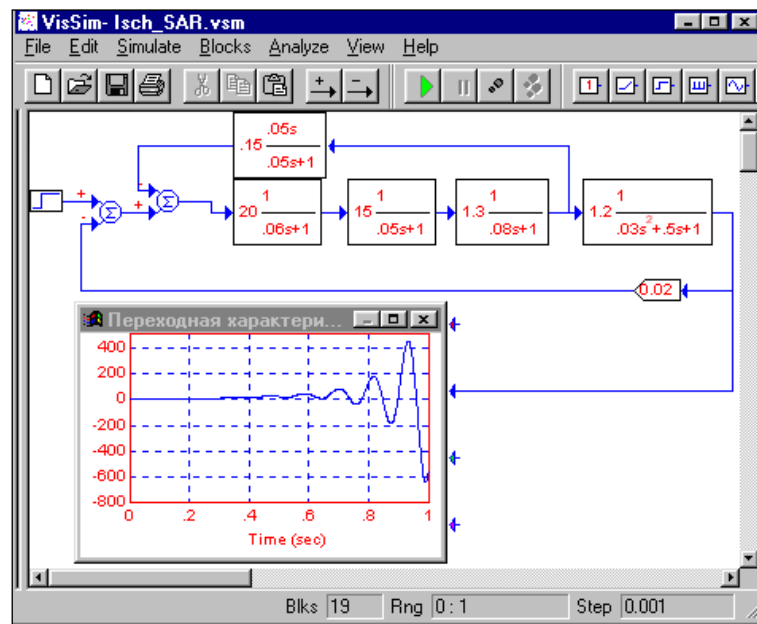 VisSim- Isch_SAR.vsm
File Edit Simulate Blocks Analyze View Help
.15 .05s
.05s+1
+
-
Σ
+
-
Σ
20 1
.06s+1
15 1
.05s+1
1.3 1
.08s+1
1.2 1
.03s²+.5s+1
0.02
Переходная характери...
400
200
0
-200
-400
-600
-800
0 .2 .4 .6 .8 1
Time (sec)
Blks 19 Rng 0 : 1 Step 0.001